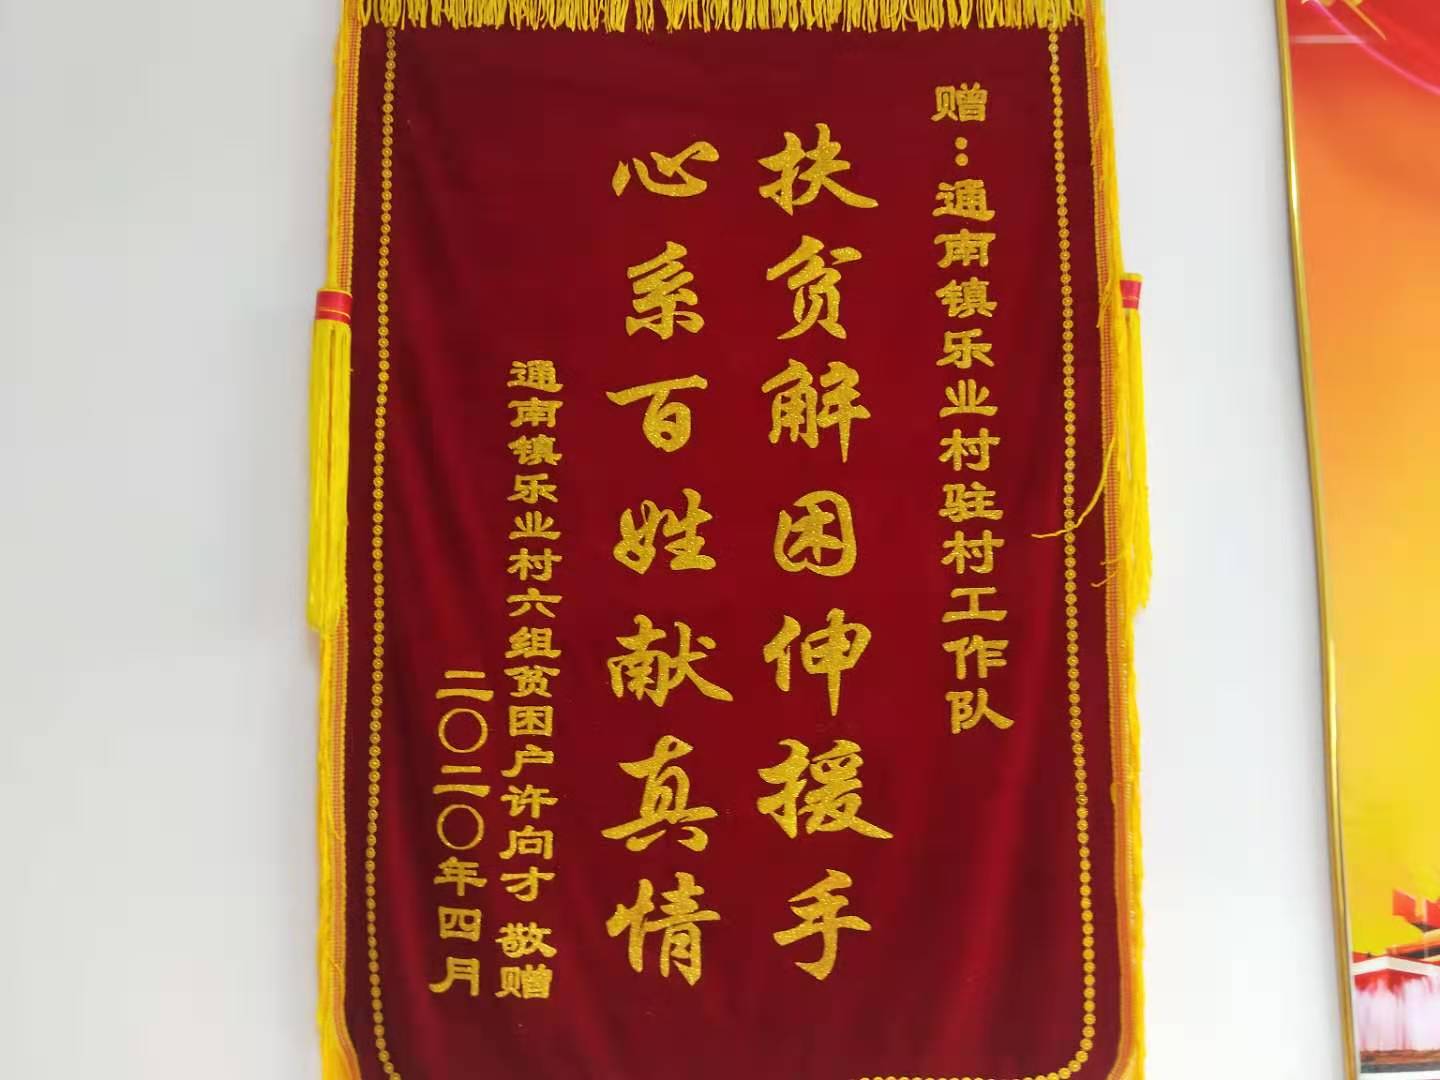 赠：通南镇乐业村驻村工作队
扶贫解困伸援手
心系百姓献真情
通南镇乐业村六组贫困户许向才 敬赠
二〇二〇年四月